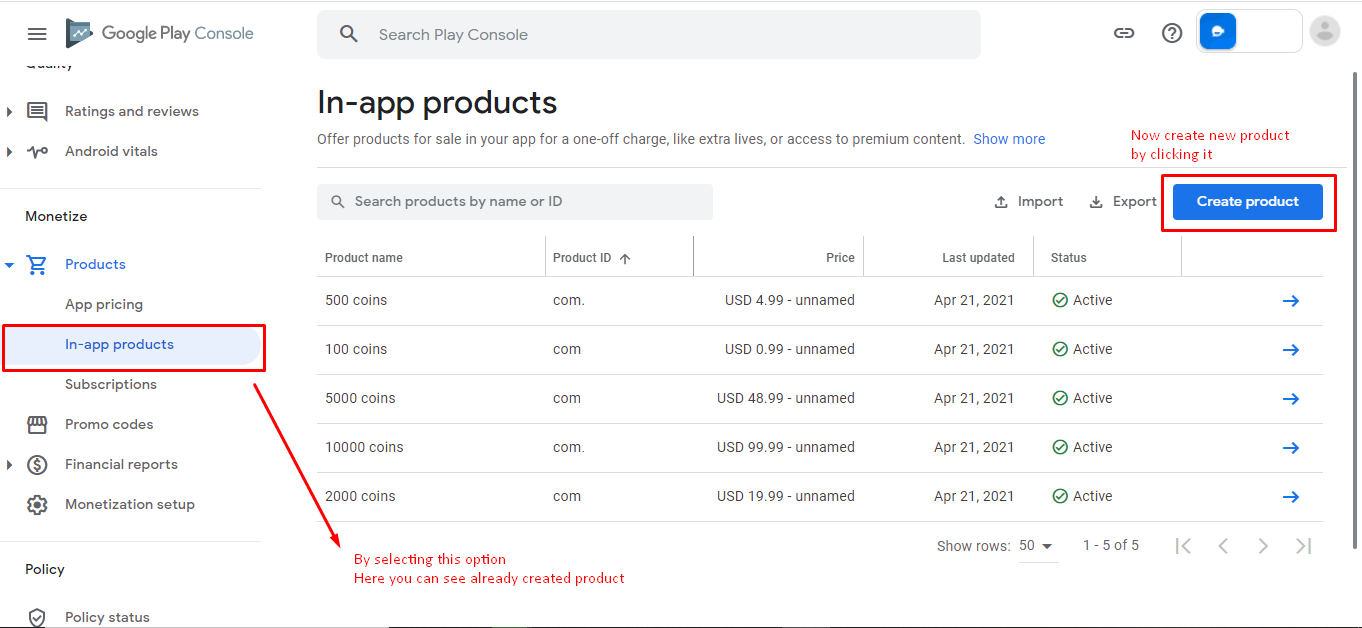 Google Play Console
Search Play Console
Quality
Ratings and reviews
Android vitals
Monetize
Products
App pricing
In-app products
Subscriptions
Promo codes
Financial reports
Monetization setup
Policy
Policy status
In-app products
Offer products for sale in your app for a one-off charge, like extra lives, or access to premium content. Show more
Now create new product
by clicking it
Search products by name or ID
Import
Export
Create product
Product name Product ID Price Last updated Status
500 coins com. USD 4.99 - unnamed Apr 21, 2021 Active
100 coins com USD 0.99 - unnamed Apr 21, 2021 Active
5000 coins com USD 48.99 - unnamed Apr 21, 2021 Active
10000 coins com. USD 99.99 - unnamed Apr 21, 2021 Active
2000 coins com USD 19.99 - unnamed Apr 21, 2021 Active
Show rows: 50 1 - 5 of 5
By selecting this option
Here you can see already created product